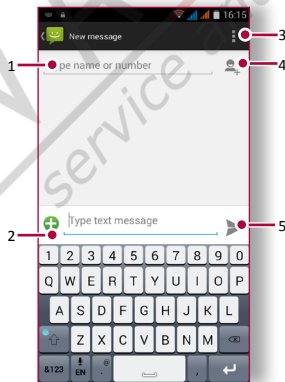 16:15
New message
3
1
pe name or number
4
service
2
Type text message
5
1 2 3 4 5 6 7 8 9 0
Q W E R T Y U I O P
A S D F G H J K L
Z X C V B N M
&123 EN @ . ,